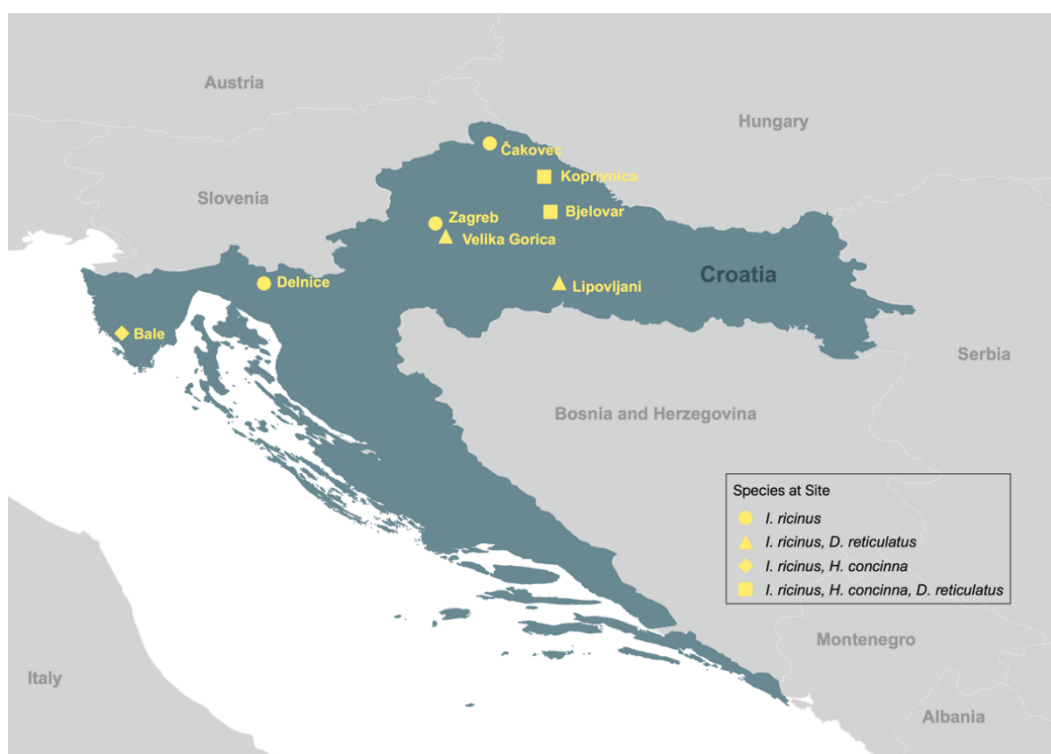 Austria
Hungary
Čakovec
Koprivnica
Slovenia
Bjelovar
Zagreb
Velika Gorica
Croatia
Delnice
Lipovljani
Bale
Serbia
Bosnia and Herzegovina
Species at Site
I. ricinus
I. ricinus, D. reticulatus
I. ricinus, H. concinna
I. ricinus, H. concinna, D. reticulatus
Montenegro
Italy
Albania